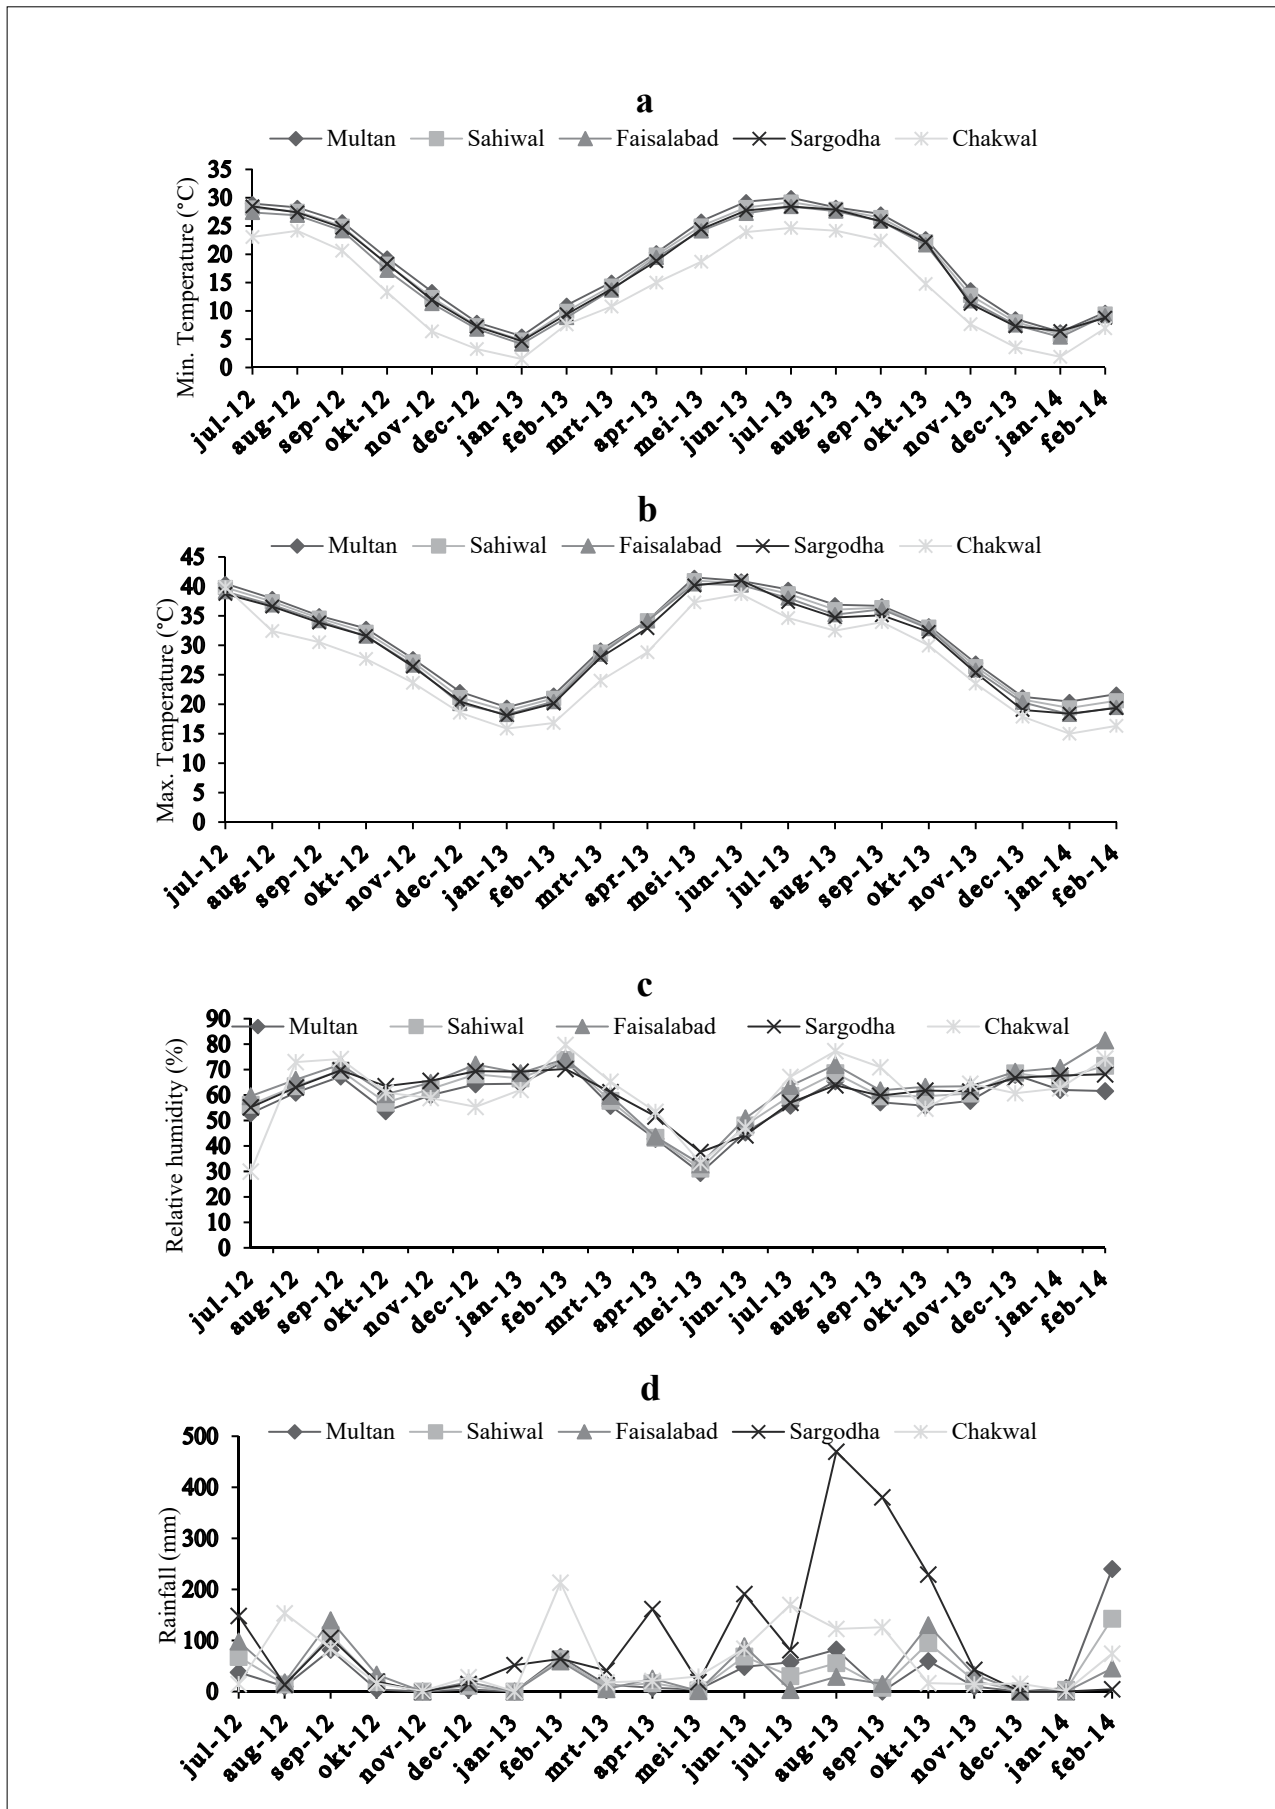 a
Multan Sahiwal Faisalabad Sargodha Chakwal
Min. Temperature (°C)
35
30
25
20
15
10
5
0
jul-12 aug-12 sep-12 okt-12 nov-12 dec-12 jan-13 feb-13 mrt-13 apr-13 mei-13 jun-13 jul-13 aug-13 sep-13 okt-13 nov-13 dec-13 jan-14 feb-14
b
Multan Sahiwal Faisalabad Sargodha Chakwal
Max. Temperature (°C)
45
40
35
30
25
20
15
10
5
0
jul-12 aug-12 sep-12 okt-12 nov-12 dec-12 jan-13 feb-13 mrt-13 apr-13 mei-13 jun-13 jul-13 aug-13 sep-13 okt-13 nov-13 dec-13 jan-14 feb-14
c
Multan Sahiwal Faisalabad Sargodha Chakwal
Relative humidity (%)
90
80
70
60
50
40
30
20
10
0
jul-12 aug-12 sep-12 okt-12 nov-12 dec-12 jan-13 feb-13 mrt-13 apr-13 mei-13 jun-13 jul-13 aug-13 sep-13 okt-13 nov-13 dec-13 jan-14 feb-14
d
Multan Sahiwal Faisalabad Sargodha Chakwal
Rainfall (mm)
500
400
300
200
100
0
jul-12 aug-12 sep-12 okt-12 nov-12 dec-12 jan-13 feb-13 mrt-13 apr-13 mei-13 jun-13 jul-13 aug-13 sep-13 okt-13 nov-13 dec-13 jan-14 feb-14